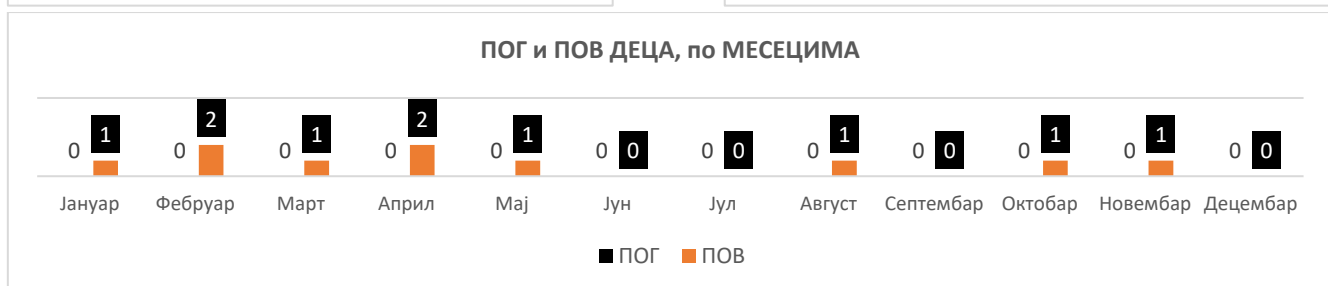 ПОГ и ПОВ ДЕЦА, по МЕСЕЦИМА
0 1 0 2 0 1 0 2 0 1 0 0 0 0 0 1 0 0 0 1 0 1 0 0
Јануар Фебруар Март Април Мај Јун Јул Август Септембар Октобар Новембар Децембар
ПОГ ПОВ